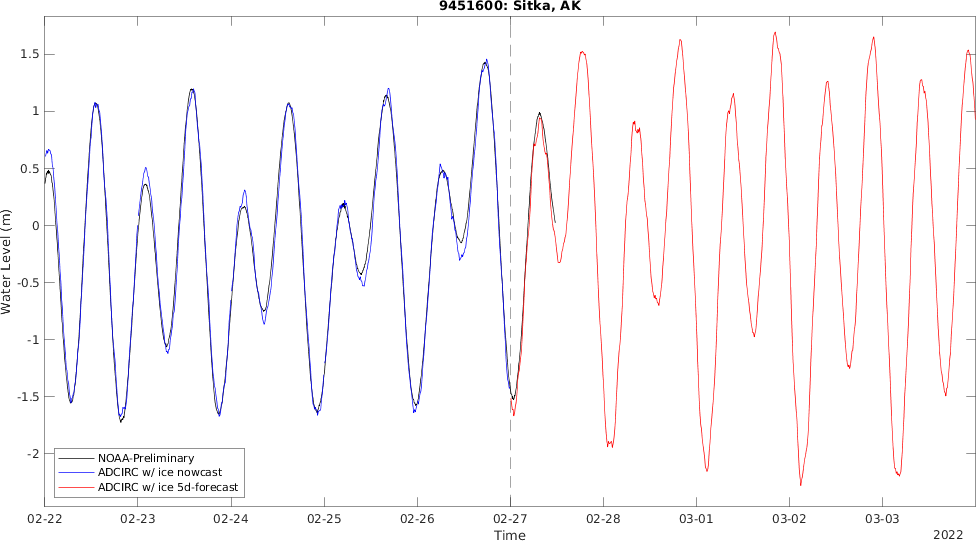 9451600: Sitka, AK
1.5
1
0.5
0
-0.5
-1
-1.5
-2
Water Level (m)
NOAA-Preliminary
ADCIRC w/ ice nowcast
ADCIRC w/ ice 5d-forecast
02-22 02-23 02-24 02-25 02-26 02-27 02-28 03-01 03-02 03-03
Time
2022